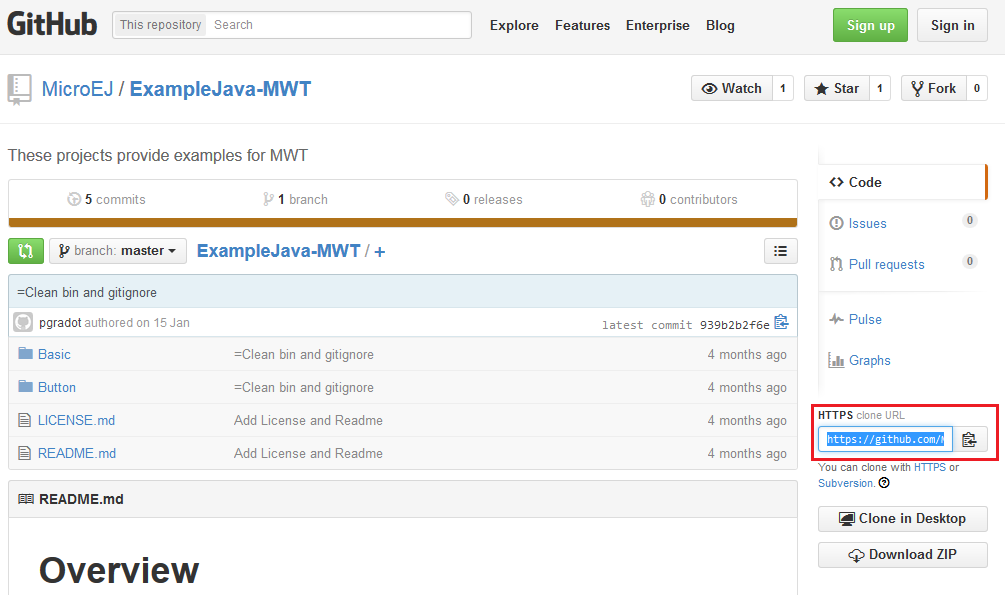 GitHub This repository Search Explore Features Enterprise Blog Sign up Sign in
MicroEJ / ExampleJava-MWT Watch 1 Star 1 Fork 0
These projects provide examples for MWT
5 commits 1 branch 0 releases 0 contributors
branch: master ExampleJava-MWT / +
=Clean bin and gitignore
pgradot authored on 15 Jan latest commit 939b2b2f6e
Basic =Clean bin and gitignore 4 months ago
Button =Clean bin and gitignore 4 months ago
LICENSE.md Add License and Readme 4 months ago
README.md Add License and Readme 4 months ago
README.md
Overview
Code
Issues 0
Pull requests 0
Pulse
Graphs
HTTPS clone URL
https://github.com/
You can clone with HTTPS or
Subversion.
Clone in Desktop
Download ZIP